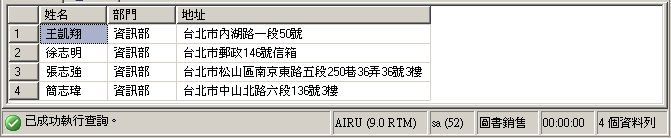 姓名 部門 地址
1 王凱翔 資訊部 台北市內湖路一段50號
2 徐志明 資訊部 台北市郵政146號信箱
3 張志強 資訊部 台北市松山區南京東路五段250巷36弄36號3樓
4 簡志瑋 資訊部 台北市中山北路六段136號3樓
已成功執行查詢。 AIRU (9.0 RTM) sa (52) 圖書銷售 00:00:00 4 個資料列